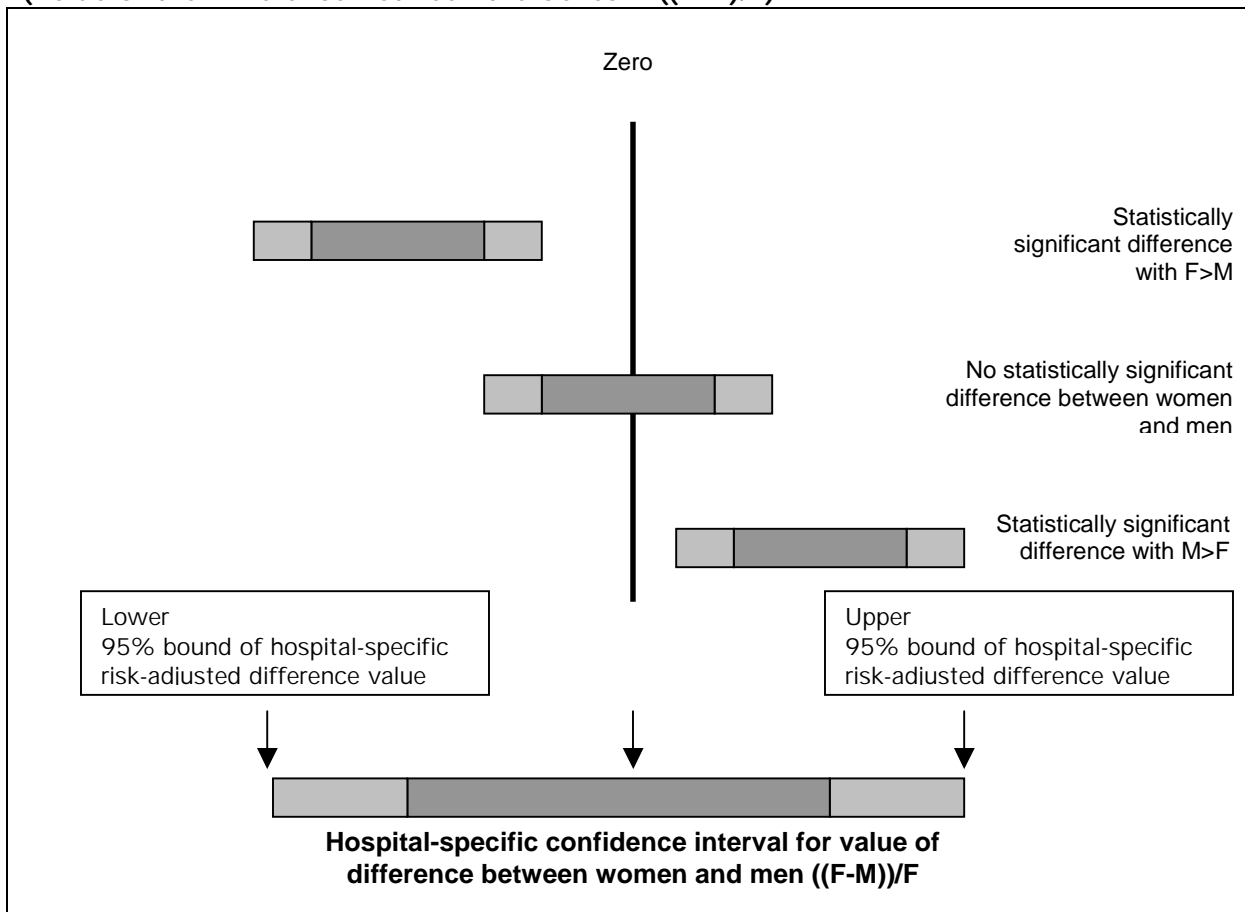 Zero
Statistically
significant difference
with F>M
No statistically significant
difference between women
and men
Statistically significant
difference with M>F
Lower
95% bound of hospital-specific
risk-adjusted difference value
Upper
95% bound of hospital-specific
risk-adjusted difference value
Hospital-specific confidence interval for value of
difference between women and men ((F-M))/F